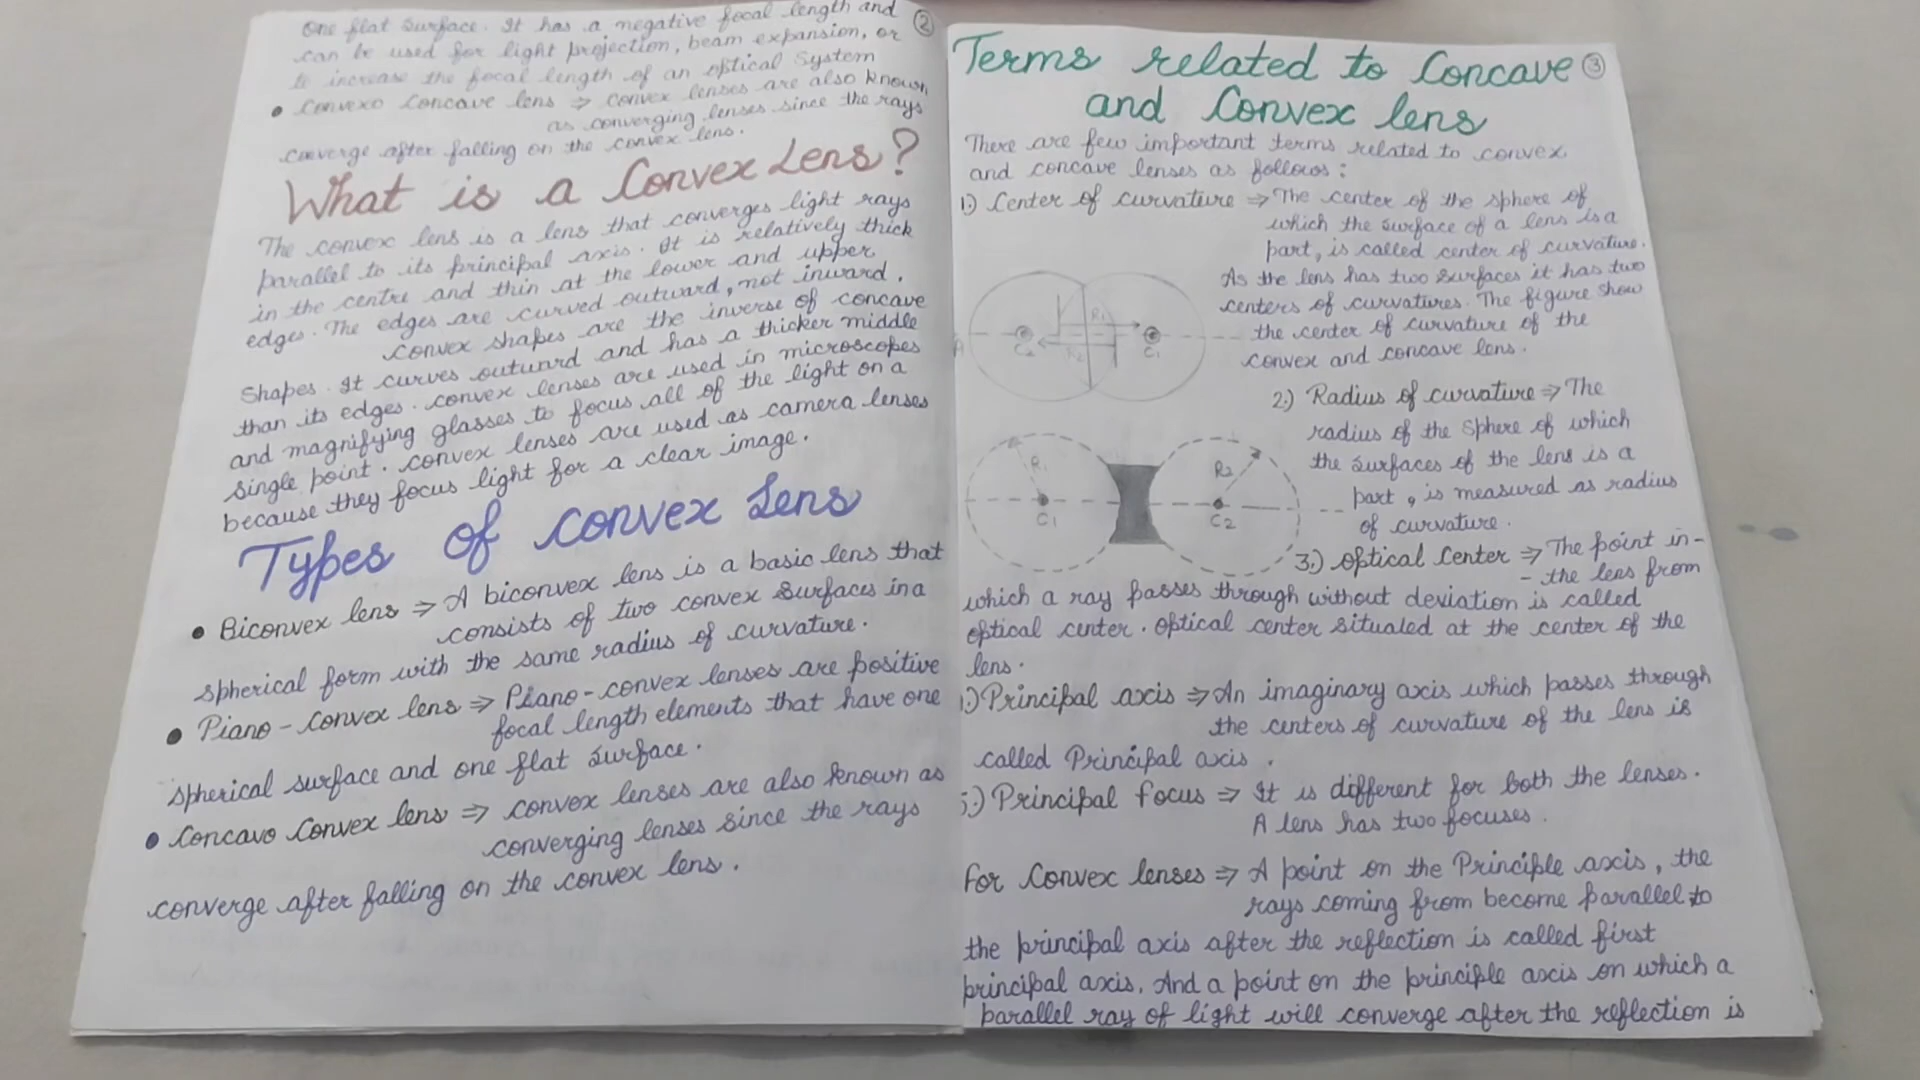 One flat surface. It has a negative focal length and
②
can be used for light projection, beam expansion, or
to increase the focal length of an optical System
• Convexo Concave lens ⇒ convex lenses are also known
as converging lenses since the rays
converge after falling on the convex lens.
What is a Convex Lens?
The convex lens is a lens that converges light rays
parallel to its principal axis. It is relatively thick
in the centre and thin at the lower and upper
edges. The edges are curved outward, not inward.
Convex shapes are the inverse of concave
Shapes. It curves outward and has a thicker middle
than its edges. convex lenses are used in microscopes
and magnifying glasses to focus all of the light on a
single point. convex lenses are used as camera lenses
because they focus light for a clear image.
Types of Convex Lens
• Biconvex lens ⇒ A biconvex lens is a basic lens that
consists of two convex Surfaces in a
spherical form with the same radius of curvature.
• Piano-Convex lens ⇒ Piano-convex lenses are positive
focal length elements that have one
spherical surface and one flat surface.
• Concavo Convex lens ⇒ convex lenses are also known as
converging lenses since the rays
converge after falling on the convex lens.
Terms related to Concave ③
and Convex lens
There are few important terms related to convex
and concave lenses as follows:
1) Center of curvature ⇒ The center of the sphere of
which the surface of a lens is a
part, is called center of curvature.
As the lens has two surfaces it has two
centers of curvatures. The figure show
the center of curvature of the
convex and concave lens.
R1
C2
R2
C1
2.) Radius of curvature ⇒ The
radius of the Sphere of which
the surfaces of the lens is a
part, is measured as radius
of curvature.
R1
C1
R2
C2
3.) Optical Center ⇒ The point in-
- the lens from
which a ray passes through without deviation is called
optical center. optical center situated at the center of the
lens.
.) Principal axis ⇒ An imaginary axis which passes through
the centers of curvature of the lens is
called Principal axis.
5.) Principal focus ⇒ It is different for both the lenses.
A lens has two focuses.
For Convex lenses ⇒ A point on the Principle axis, the
rays coming from become parallel to
the principal axis after the reflection is called first
principal axis. And a point on the principle axis on which a
parallel ray of light will converge after the reflection is